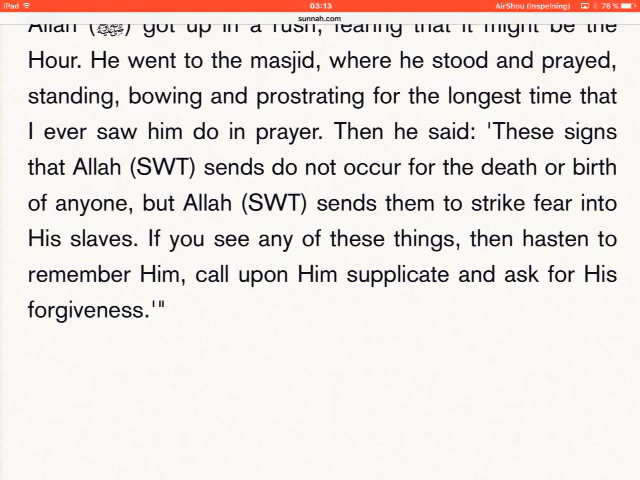 iPad 03:13 AirShou (Inspelning) 76 %
sunnah.com
Allah (ﷺ) got up in a rush, fearing that it might be the
Hour. He went to the masjid, where he stood and prayed,
standing, bowing and prostrating for the longest time that
I ever saw him do in prayer. Then he said: 'These signs
that Allah (SWT) sends do not occur for the death or birth
of anyone, but Allah (SWT) sends them to strike fear into
His slaves. If you see any of these things, then hasten to
remember Him, call upon Him supplicate and ask for His
forgiveness.'"